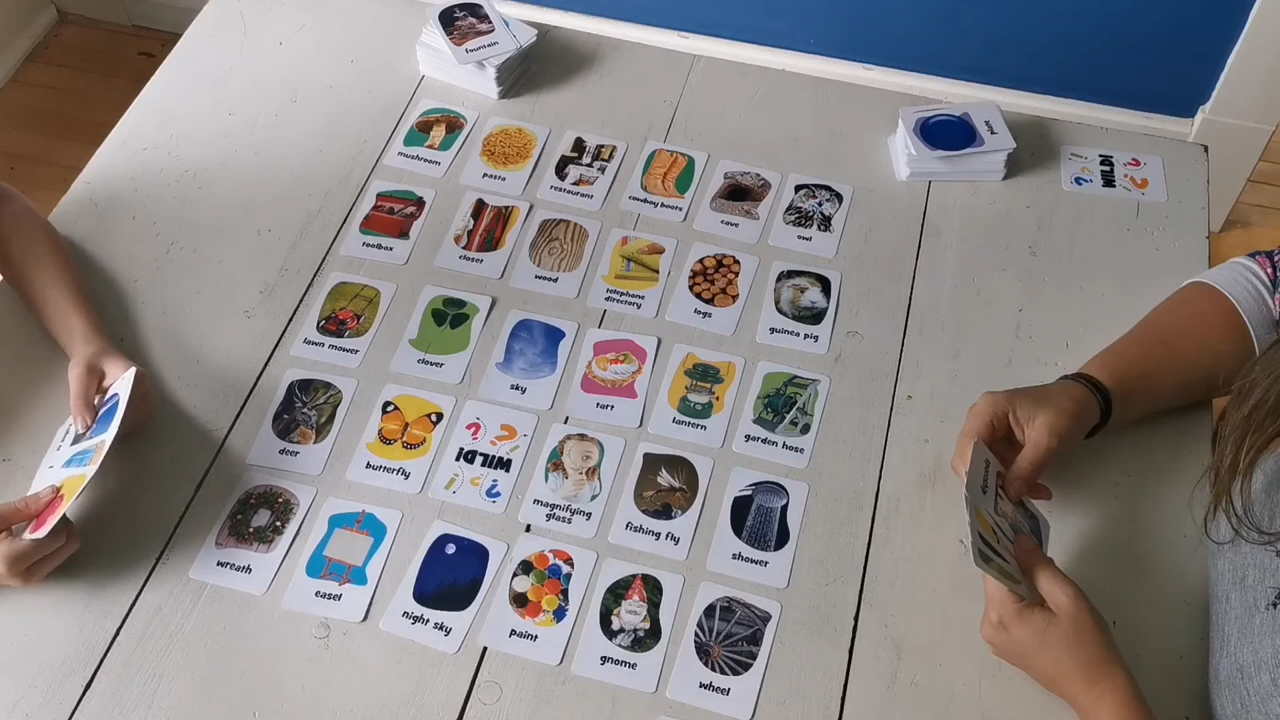 fountain
plate
WILD!
mushroom
pasta
restaurant
cowboy boots
cave
owl
toolbox
closet
wood
telephone
directory
logs
guinea pig
lawn mower
clover
sky
tart
lantern
garden hose
deer
butterfly
WILD!
magnifying
glass
fishing fly
shower
wreath
easel
night sky
paint
gnome
wheel